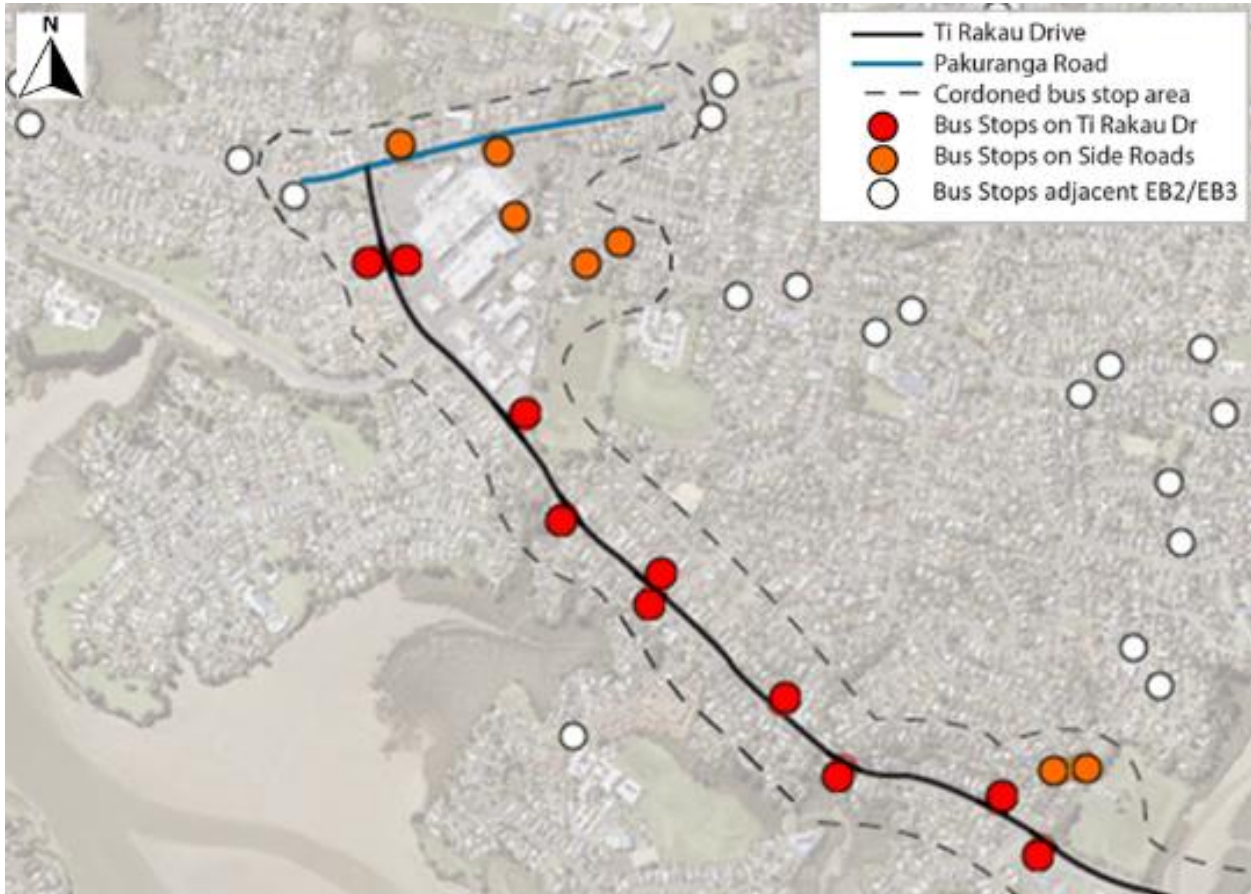 N
Ti Rakau Drive
Pakuranga Road
Cordoned bus stop area
Bus Stops on Ti Rakau Dr
Bus Stops on Side Roads
Bus Stops adjacent EB2/EB3